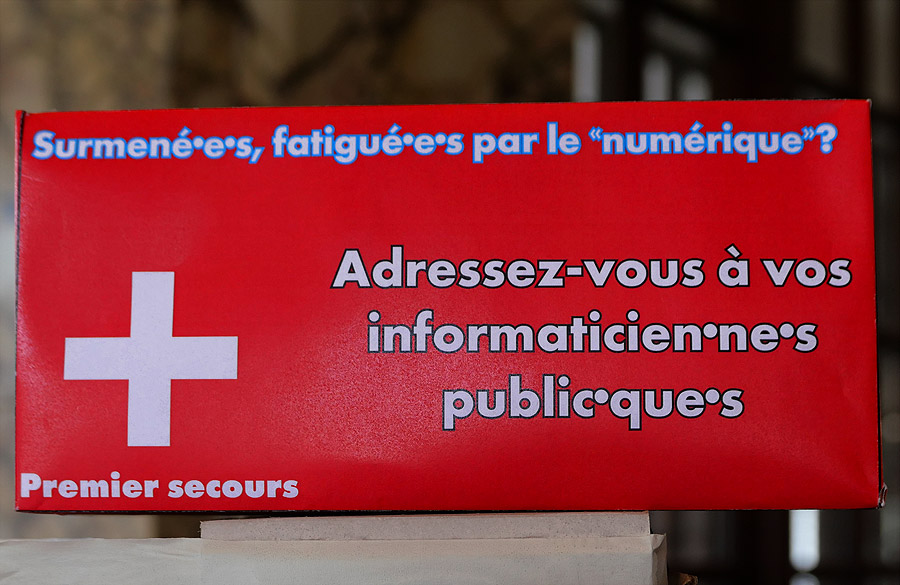 Surmené•e•s, fatigué•e•s par le “numérique”?
Adressez-vous à vos
informaticien•ne•s
public•que•s
Premier secours